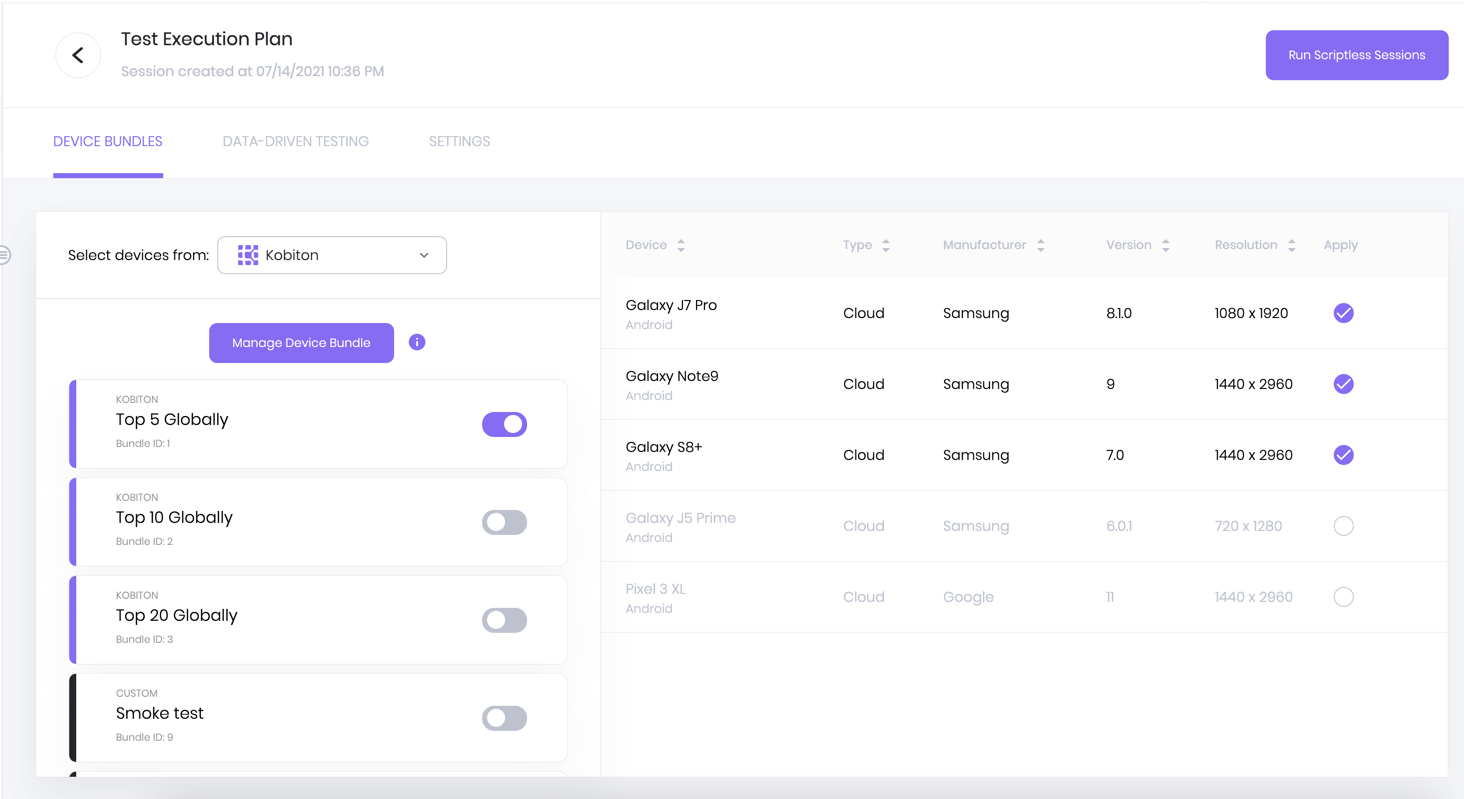 Test Execution Plan
Session created at 07/14/2021 10:36 PM
Run Scriptless Sessions
DEVICE BUNDLES DATA-DRIVEN TESTING SETTINGS
Select devices from: Kobiton
Manage Device Bundle
KOBITON
Top 5 Globally
Bundle ID: 1
KOBITON
Top 10 Globally
Bundle ID: 2
KOBITON
Top 20 Globally
Bundle ID: 3
CUSTOM
Smoke test
Bundle ID: 9
Device Type Manufacturer Version Resolution Apply
Galaxy J7 Pro Cloud Samsung 8.1.0 1080 x 1920
Android
Galaxy Note9 Cloud Samsung 9 1440 x 2960
Android
Galaxy S8+ Cloud Samsung 7.0 1440 x 2960
Android
Galaxy J5 Prime Cloud Samsung 6.0.1 720 x 1280
Android
Pixel 3 XL Cloud Google 11 1440 x 2960
Android